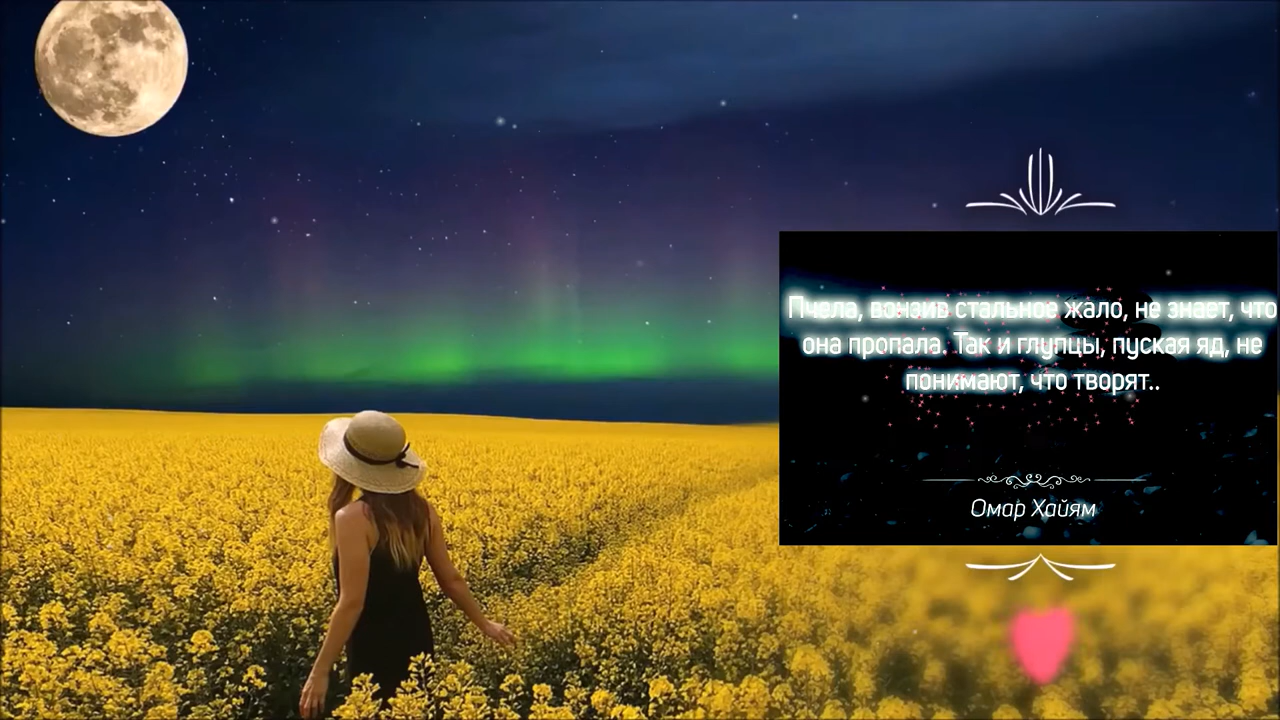 Пчела, вонзив стальное жало, не знает, что
она пропала. Так и глупцы, пуская яд, не
понимают, что творят..
Омар Хайям